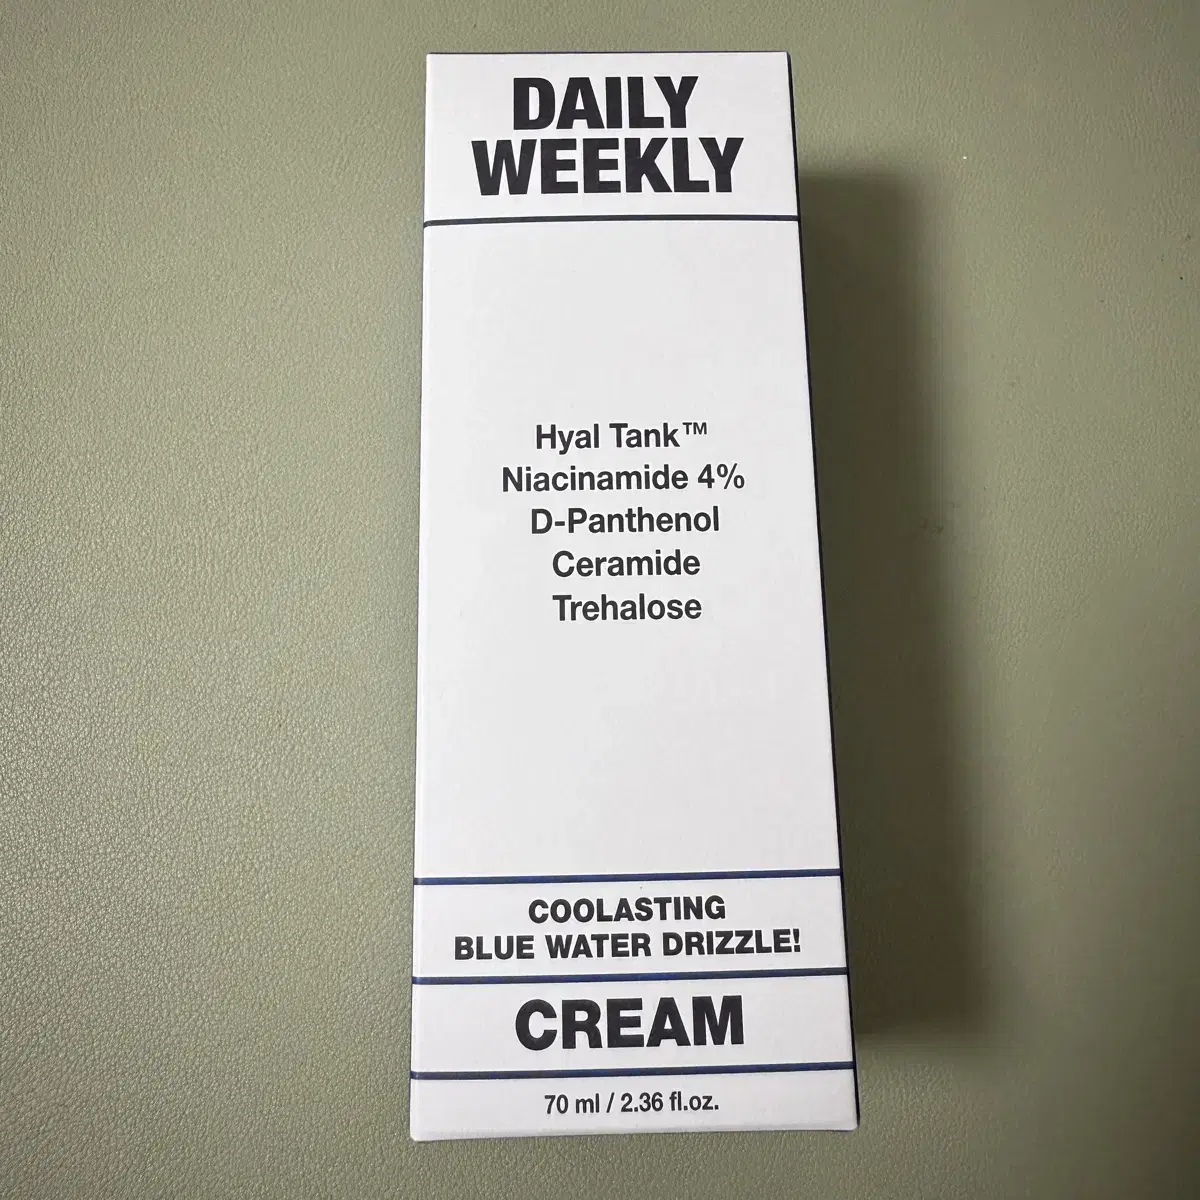 DAILY
WEEKLY
Hyal Tank™
Niacinamide 4%
D-Panthenol
Ceramide
Trehalose
COOLASTING
BLUE WATER DRIZZLE!
CREAM
70 ml / 2.36 fl.oz.